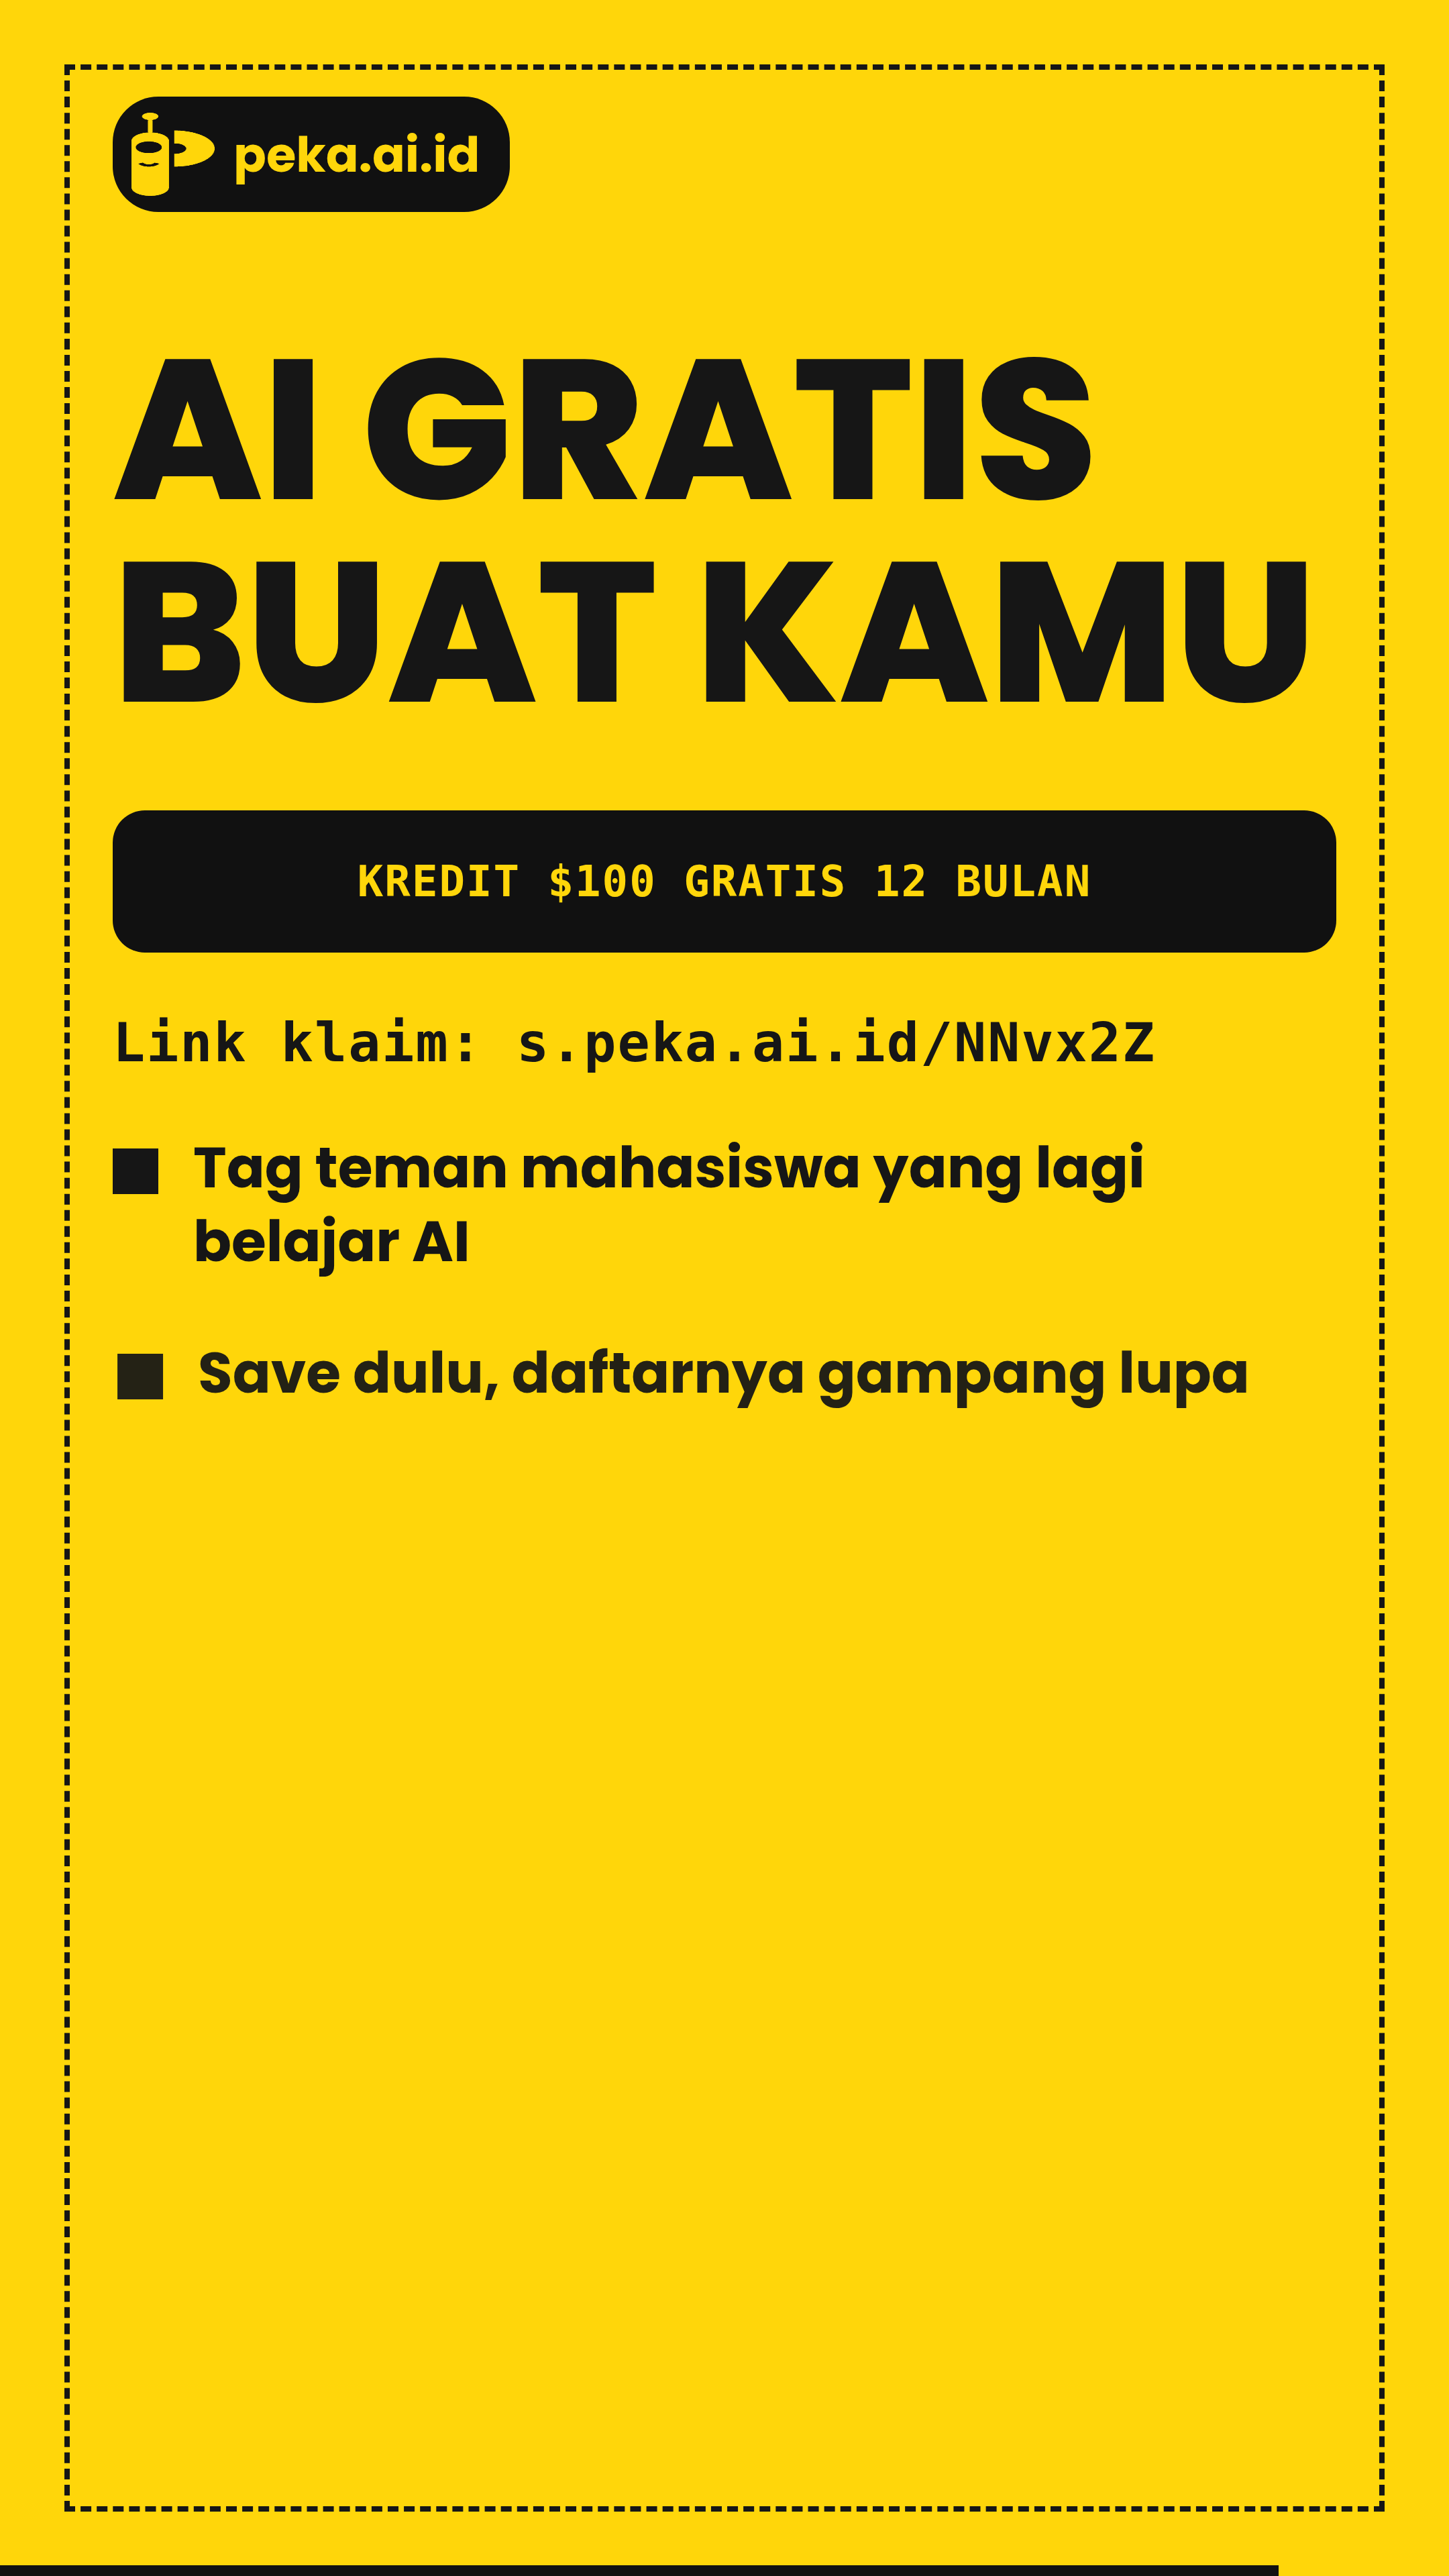 peka.ai.id
AI GRATIS
BUAT KAMU
KREDIT $100 GRATIS 12 BULAN
Link klaim: s.peka.ai.id/NNvx2Z
Tag teman mahasiswa yang lagi
belajar AI
Save dulu, daftarnya gampang lupa